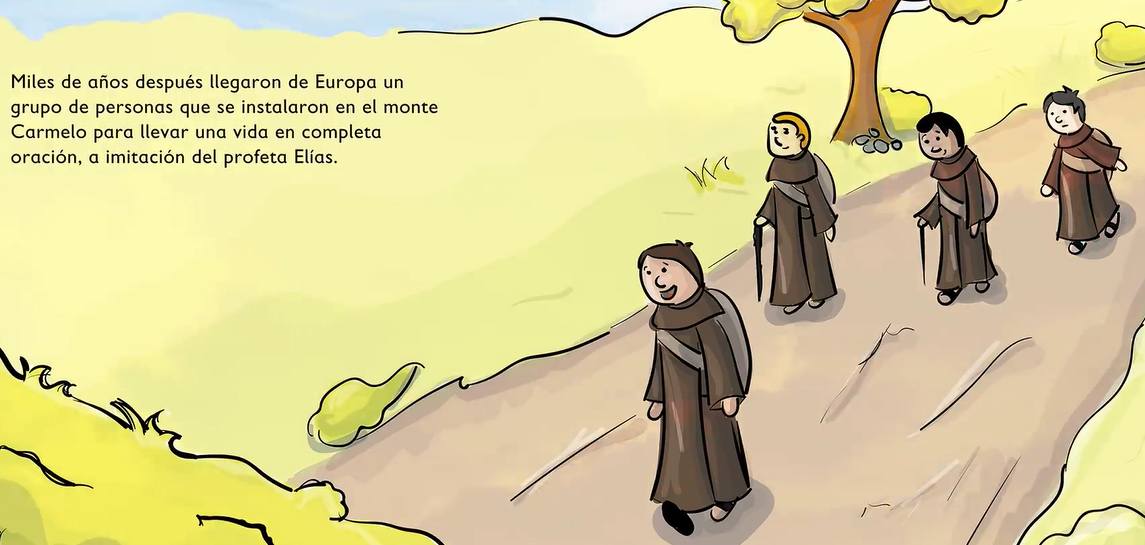 Miles de años después llegaron de Europa un
grupo de personas que se instalaron en el monte
Carmelo para llevar una vida en completa
oración, a imitación del profeta Elías.